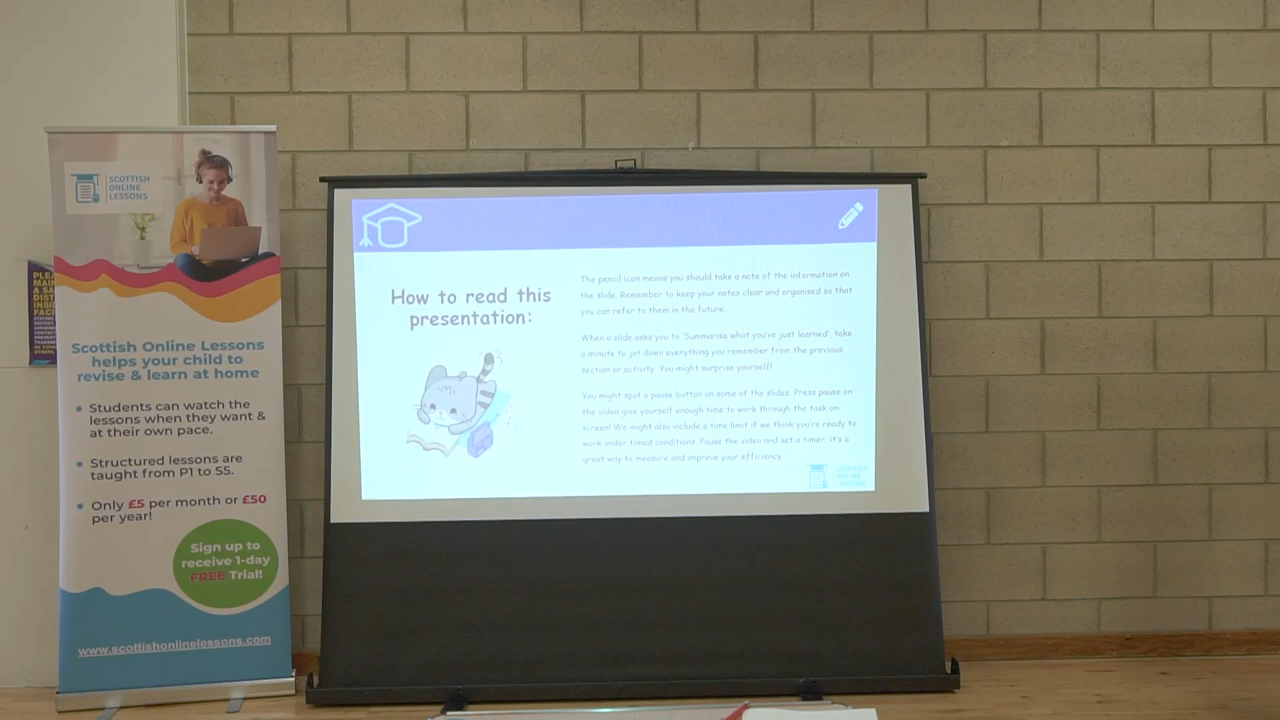 SCOTTISH
ONLINE
LESSONS
Scottish Online Lessons
helps your child to
revise & learn at home
Students can watch the
lessons when they want &
at their own pace.
Structured lessons are
taught from P1 to S5.
Only £5 per month or £50
per year!
Sign up to
receive 1-day
FREE Trial!
www.scottishonlinelessons.com
How to read this
presentation:
The pencil icon means you should take a note of the information on
the slide. Remember to keep your notes clear and organised so that
you can refer to them in the future.
When a slide asks you to 'Summarise what you've just learned', take
a minute to jot down everything you remember from the previous
section or activity. You might surprise yourself!
You might spot a pause button on some of the slides. Press pause on
the video give yourself enough time to work through the task on-
screen! We might also include a time limit if we think you're ready to
work under timed conditions. Pause the video and set a timer; it's a
great way to measure and improve your efficiency.
SCOTTISH
ONLINE
LESSONS